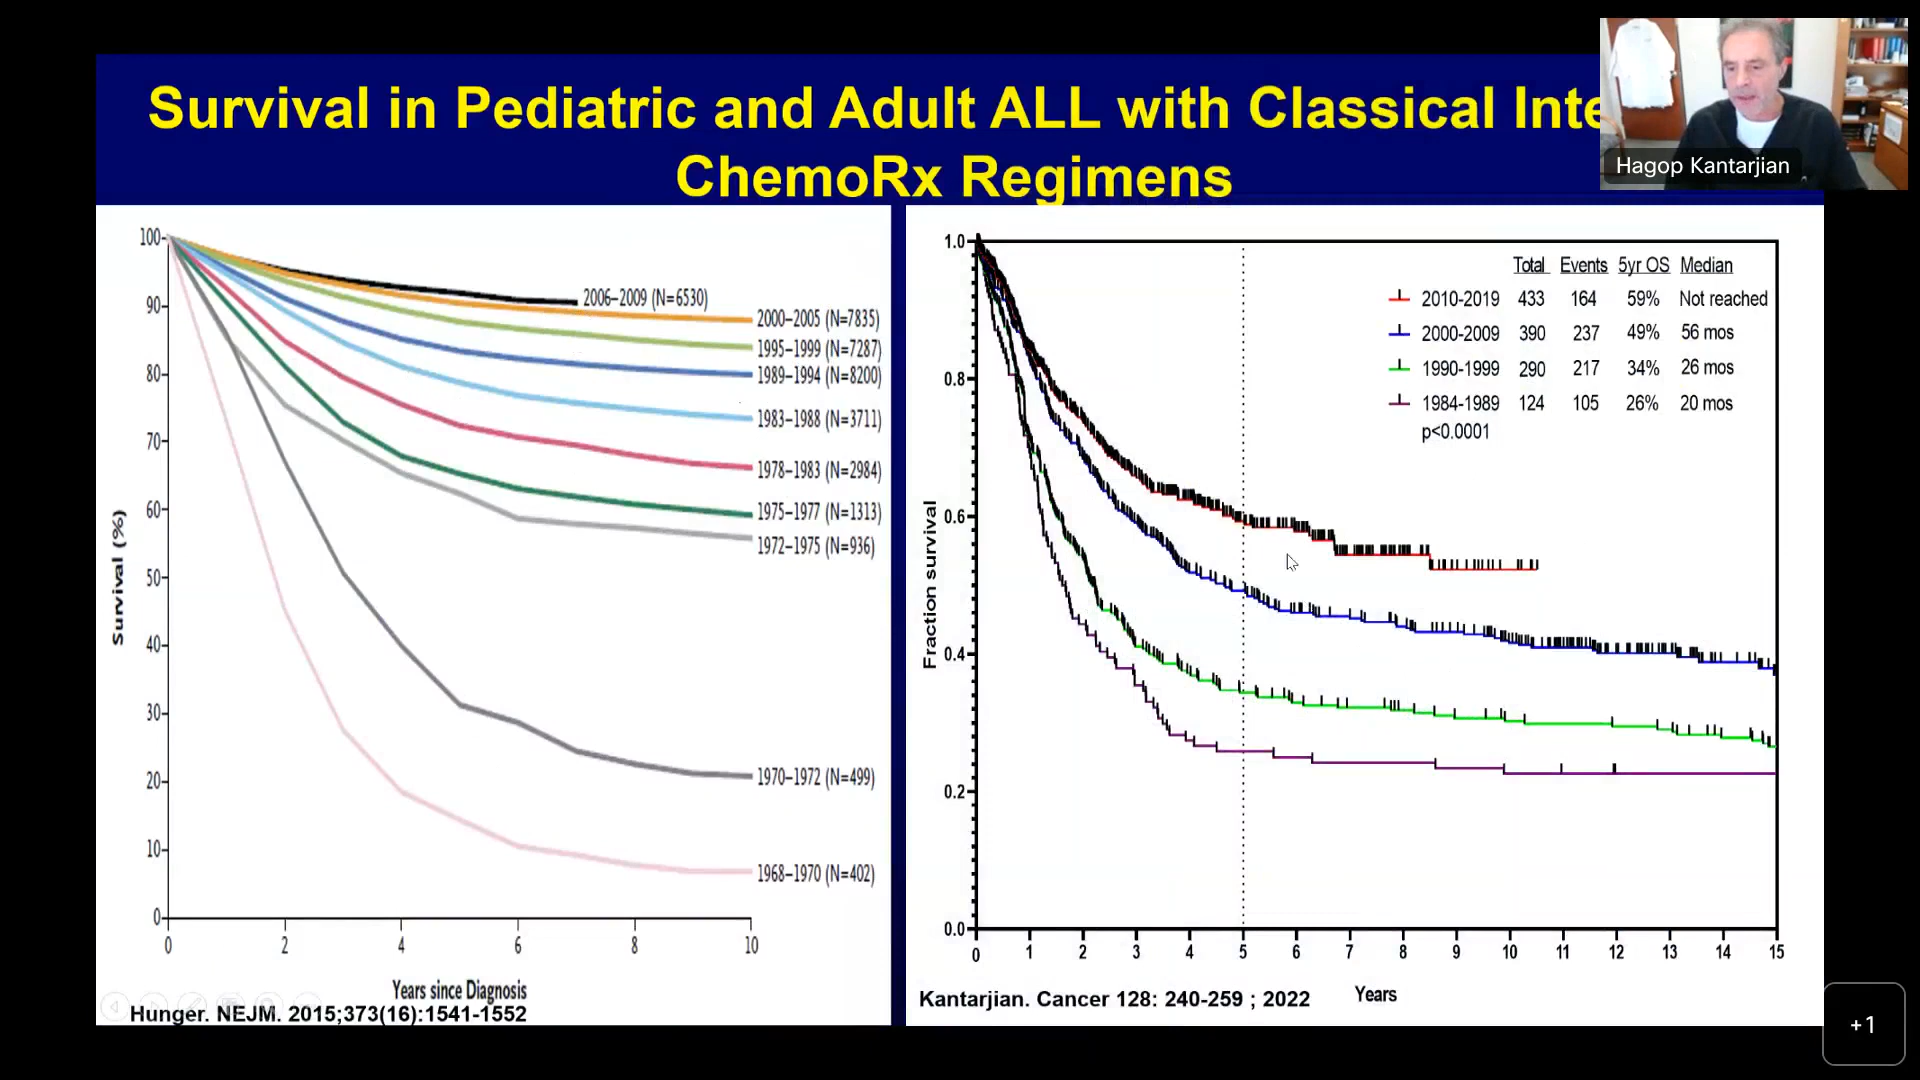 Survival in Pediatric and Adult ALL with Classical Inte
ChemoRx Regimens
Hagop Kantarjian
100
90
80
70
60
50
40
30
20
10
0
Survival (%)
2006–2009 (N=6530)
2000–2005 (N=7835)
1995–1999 (N=7287)
1989–1994 (N=8200)
1983–1988 (N=3711)
1978–1983 (N=2984)
1975–1977 (N=1313)
1972–1975 (N=936)
1970–1972 (N=499)
1968–1970 (N=402)
0 2 4 6 8 10
Years since Diagnosis
Hunger. NEJM. 2015;373(16):1541-1552
1.0
0.8
0.6
0.4
0.2
0.0
Fraction survival
Total Events 5yr OS Median
2010-2019 433 164 59% Not reached
2000-2009 390 237 49% 56 mos
1990-1999 290 217 34% 26 mos
1984-1989 124 105 26% 20 mos
p<0.0001
0 1 2 3 4 5 6 7 8 9 10 11 12 13 14 15
Years
Kantarjian. Cancer 128: 240-259 ; 2022
+1